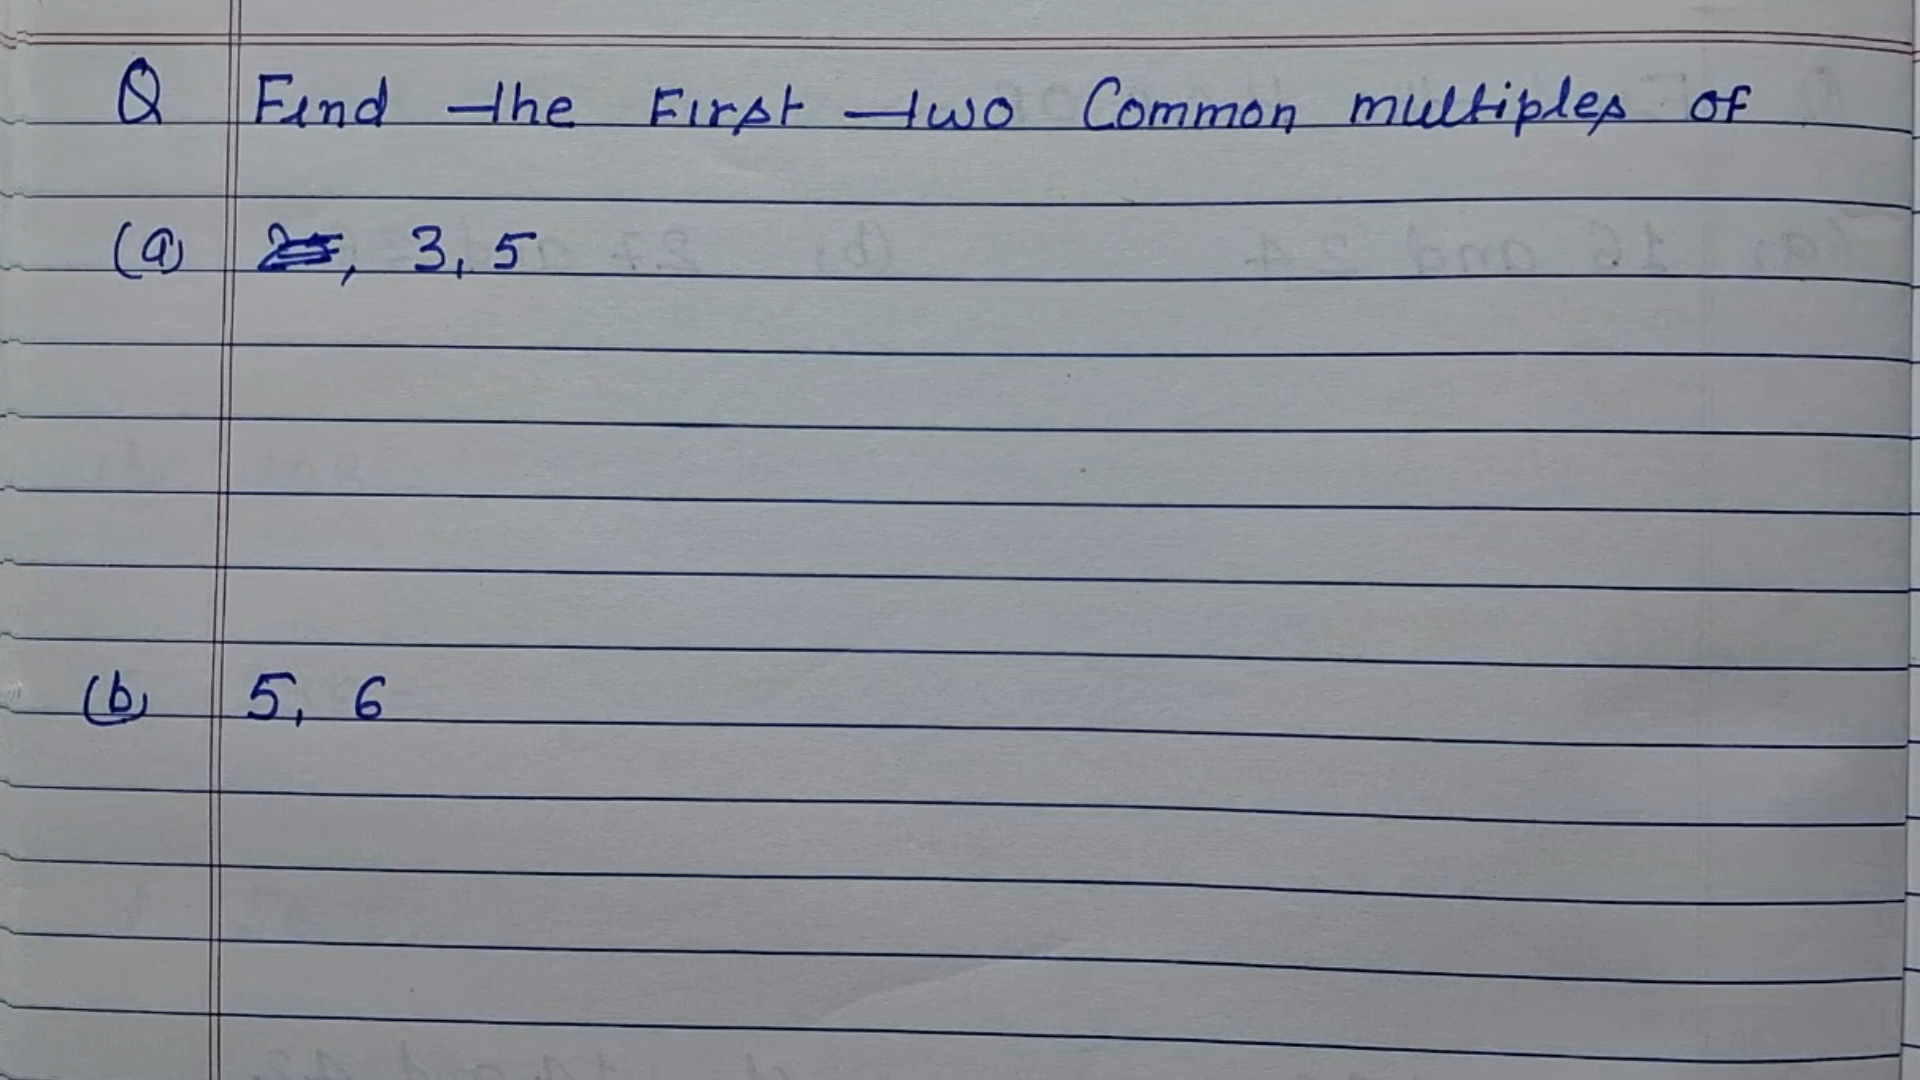 Q Find the First two Common multiples of
(a) , 3, 5
(b) 5, 6